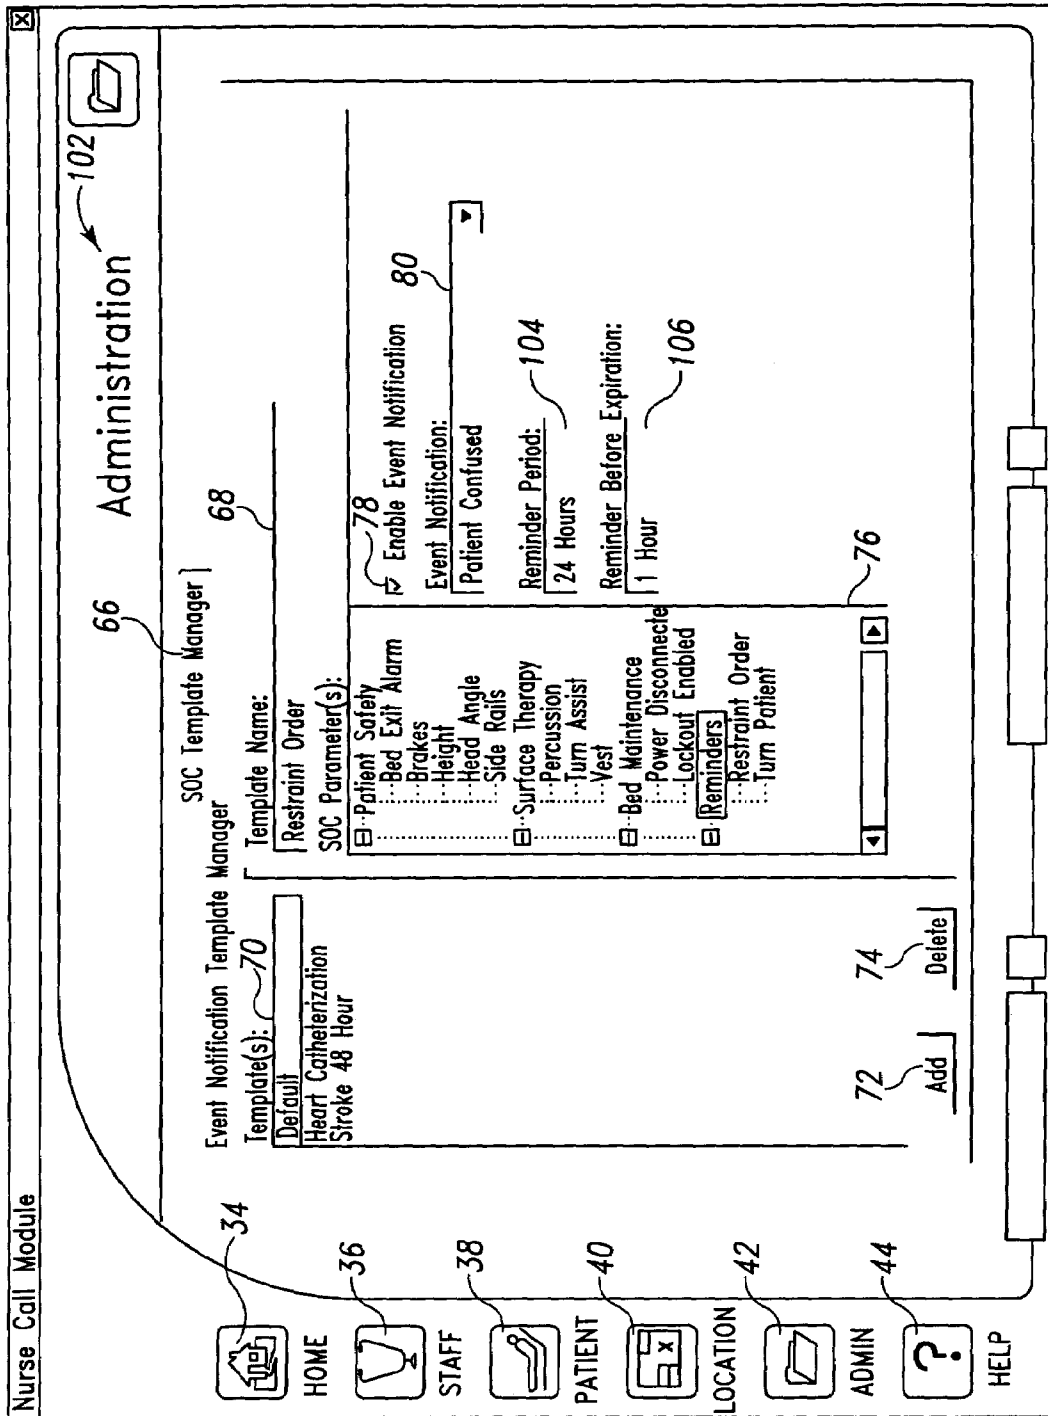 Nurse Call Module
Administration
102
66
SOC Template Manager
Event Notification Template Manager
Template(s):
70
Default
Heart Catheterization
Stroke 48 Hour
Template Name:
68
Restraint Order
SOC Parameter(s):
Patient Safety
Bed Exit Alarm
Brakes
Height
Head Angle
Side Rails
Surface Therapy
Percussion
Turn Assist
Vest
Bed Maintenance
Power Disconnecte
Lockout Enabled
Reminders
Restraint Order
Turn Patient
76
78
Enable Event Notification
Event Notification:
80
Patient Confused
Reminder Period:
24 Hours
104
Reminder Before Expiration:
1 Hour
106
72
Add
74
Delete
34
HOME
36
STAFF
38
PATIENT
40
X
LOCATION
42
ADMIN
44
?
HELP